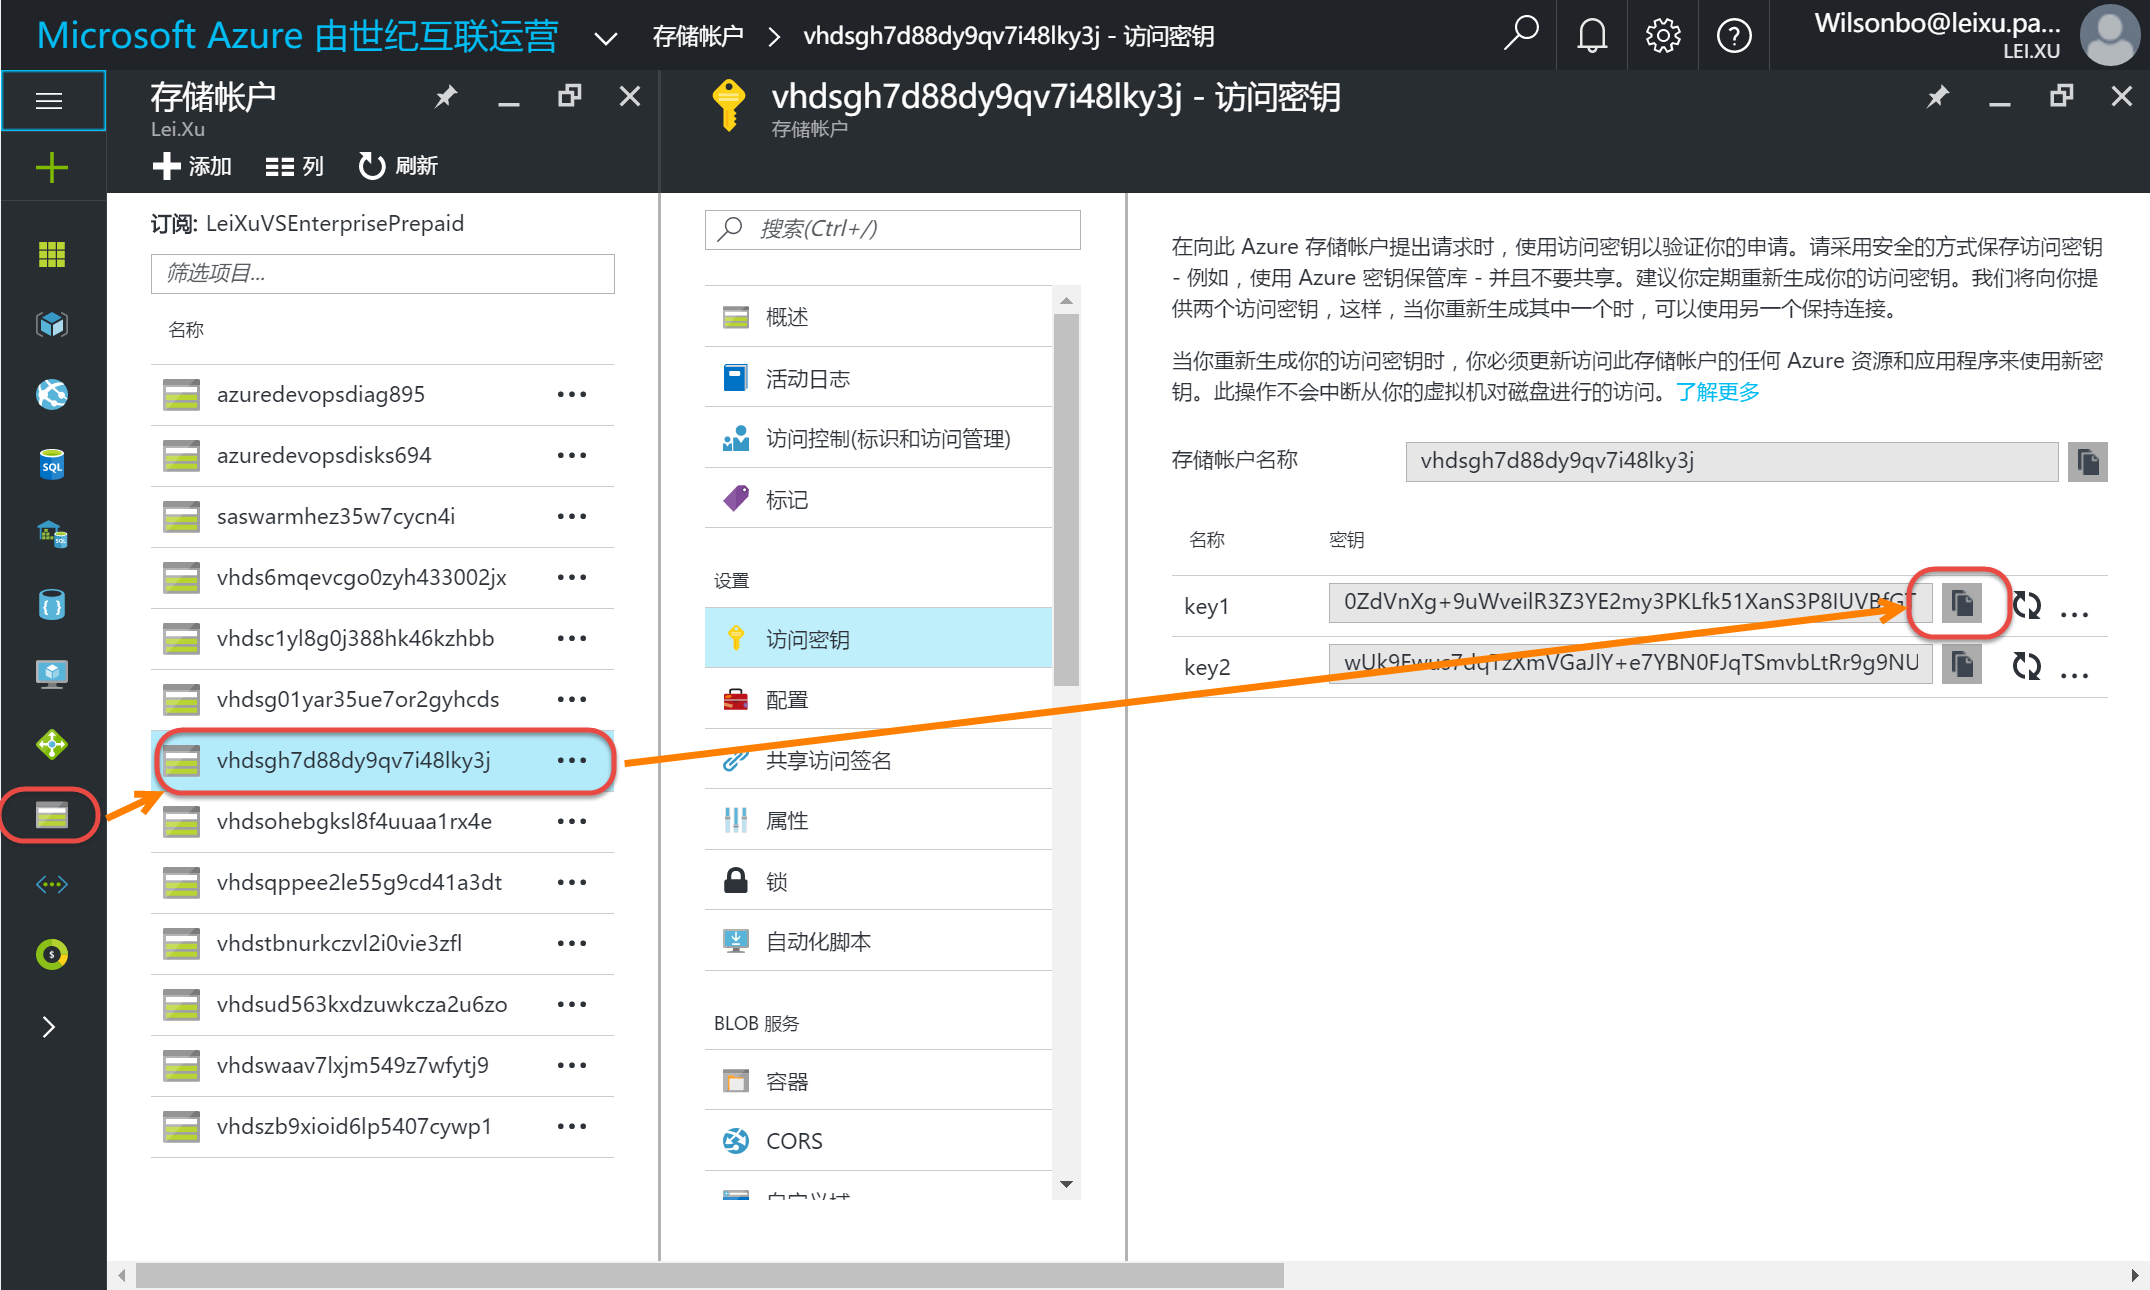 Microsoft Azure 由世纪互联运营
存储帐户 > vhdsgh7d88dy9qv7i48lky3j - 访问密钥
Wilsonbo@leixu.pa...
LEI.XU
存储帐户
Lei.Xu
添加 列 刷新
订阅: LeiXuVSEnterprisePrepaid
筛选项目...
名称
azuredevopsdiag895
azuredevopsdisks694
saswarmhez35w7cycn4i
vhds6mqevcgo0zyh433002jx
vhdsc1yl8g0j388hk46kzhbb
vhdsg01yar35ue7or2gyhcds
vhdsgh7d88dy9qv7i48lky3j
vhdsohebgksl8f4uuaa1rx4e
vhdsqppee2le55g9cd41a3dt
vhdstbnurkczvl2i0vie3zfl
vhdsud563kxdzuwkcza2u6zo
vhdswaav7lxjm549z7wfytj9
vhdszb9xioid6lp5407cywp1
vhdsgh7d88dy9qv7i48lky3j - 访问密钥
存储帐户
搜索(Ctrl+/)
概述
活动日志
访问控制(标识和访问管理)
标记
设置
访问密钥
配置
共享访问签名
属性
锁
自动化脚本
BLOB 服务
容器
CORS
在向此 Azure 存储帐户提出请求时，使用访问密钥以验证你的申请。请采用安全的方式保存访问密钥
- 例如，使用 Azure 密钥保管库 - 并且不要共享。建议你定期重新生成你的访问密钥。我们将向你提
供两个访问密钥，这样，当你重新生成其中一个时，可以使用另一个保持连接。
当你重新生成你的访问密钥时，你必须更新访问此存储帐户的任何 Azure 资源和应用程序来使用新密
钥。此操作不会中断从你的虚拟机对磁盘进行的访问。了解更多
存储帐户名称 vhdsgh7d88dy9qv7i48lky3j
名称 密钥
key1
key2